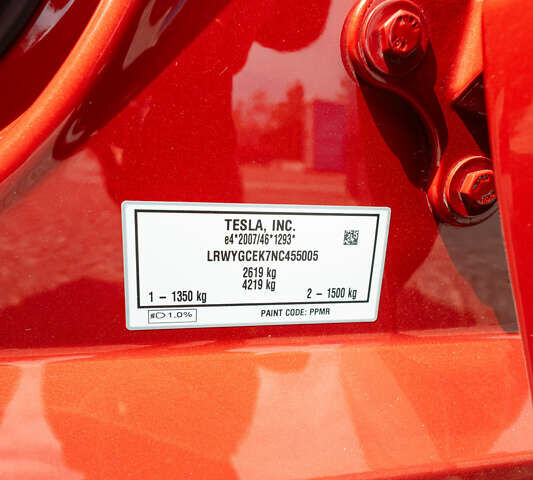 TESLA, INC.
e4*2007/46*1293*
LRWYGCEK7NC455005
2619 kg
4219 kg
1 – 1350 kg
2 – 1500 kg
1.0%
PAINT CODE: PPMR